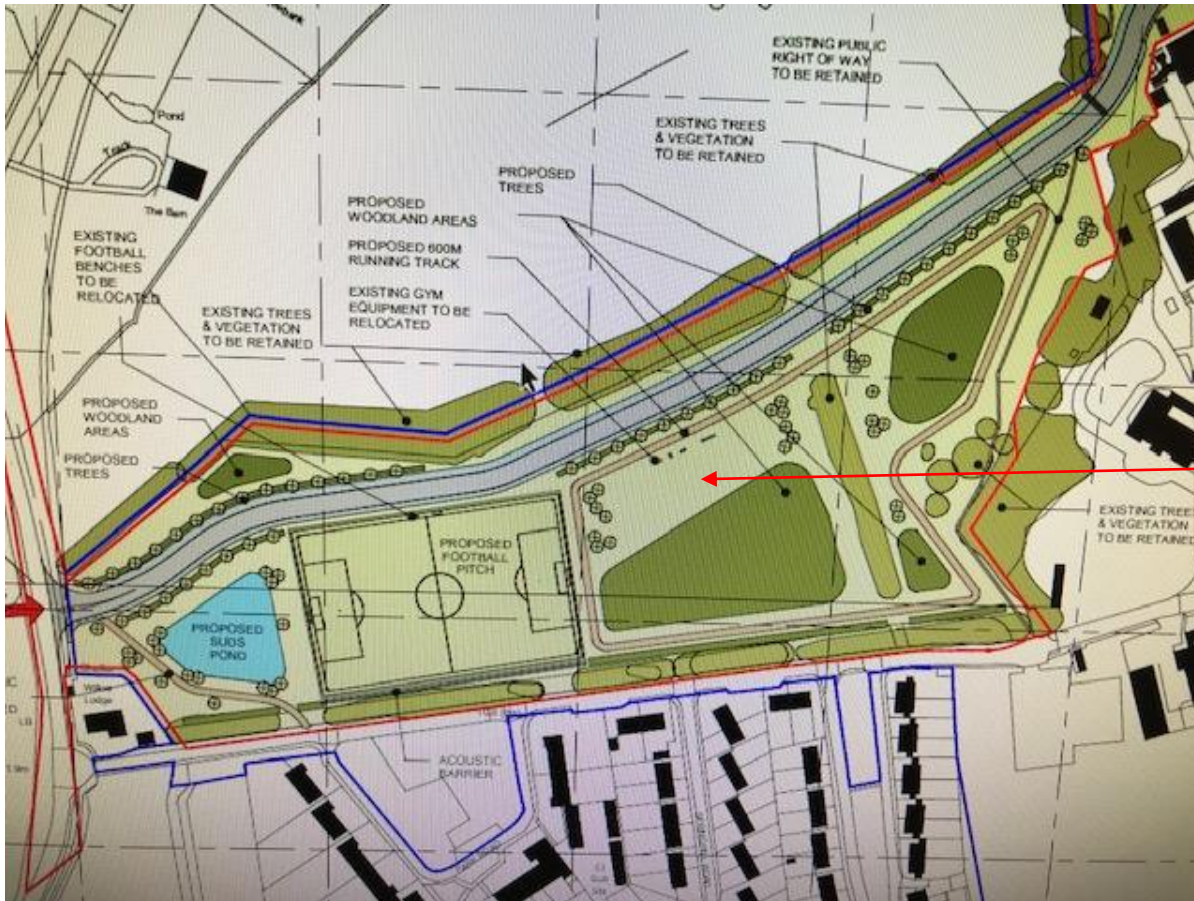 EXISTING PUBLIC
RIGHT OF WAY
TO BE RETAINED
EXISTING TREES
& VEGETATION
TO BE RETAINED
PROPOSED
TREES
PROPOSED
WOODLAND AREAS
PROPOSED 600M
RUNNING TRACK
EXISTING GYM
EQUIPMENT TO BE
RELOCATED
Pond
Track
The Barn
EXISTING
FOOTBALL
BENCHES
TO BE
RELOCATED
EXISTING TREES
& VEGETATION
TO BE RETAINED
PROPOSED
WOODLAND
AREAS
PROPOSED
TREES
PROPOSED
FOOTBALL
PITCH
EXISTING TREES
& VEGETATION
TO BE RETAINED
PROPOSED
SUDS
POND
Lodge
LB
ACOUSTIC
BARRIER